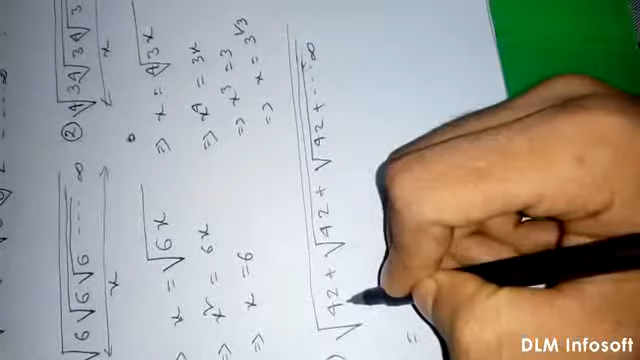 √6√6√6 ..... ∞
x
x = √6x
⇒ x² = 6x
⇒ x = 6
② ∜3∜3∜3
x
⇒ x = ∜3x
⇒ x⁴ = 3x
⇒ x³ = 3
⇒ x = 3^1/3
√42 + √42 + √42 + ... ∞
=
DLM Infosoft